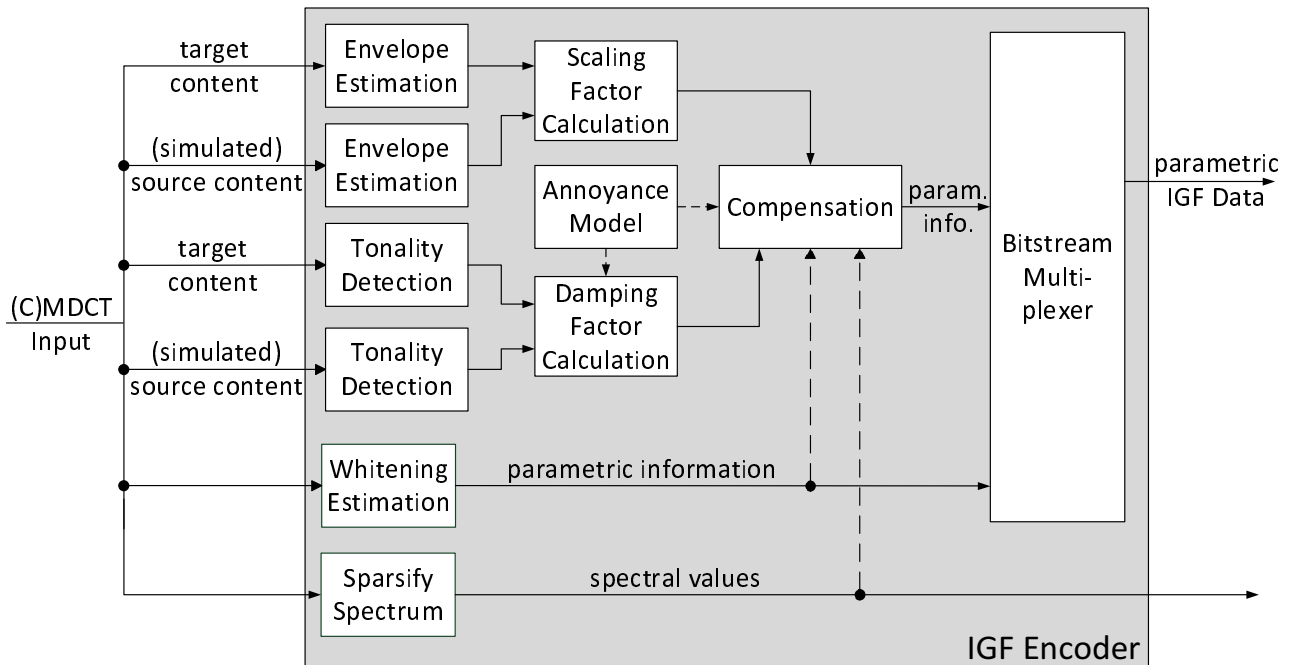 target
content
Envelope
Estimation
Scaling
Factor
Calculation
(simulated)
source content
Envelope
Estimation
Annoyance
Model
Compensation
param.
info.
parametric
IGF Data
target
content
Tonality
Detection
Damping
Factor
Calculation
Bitstream
Multi-
plexer
(C)MDCT
Input
(simulated)
source content
Tonality
Detection
Whitening
Estimation
parametric information
Sparsify
Spectrum
spectral values
IGF Encoder